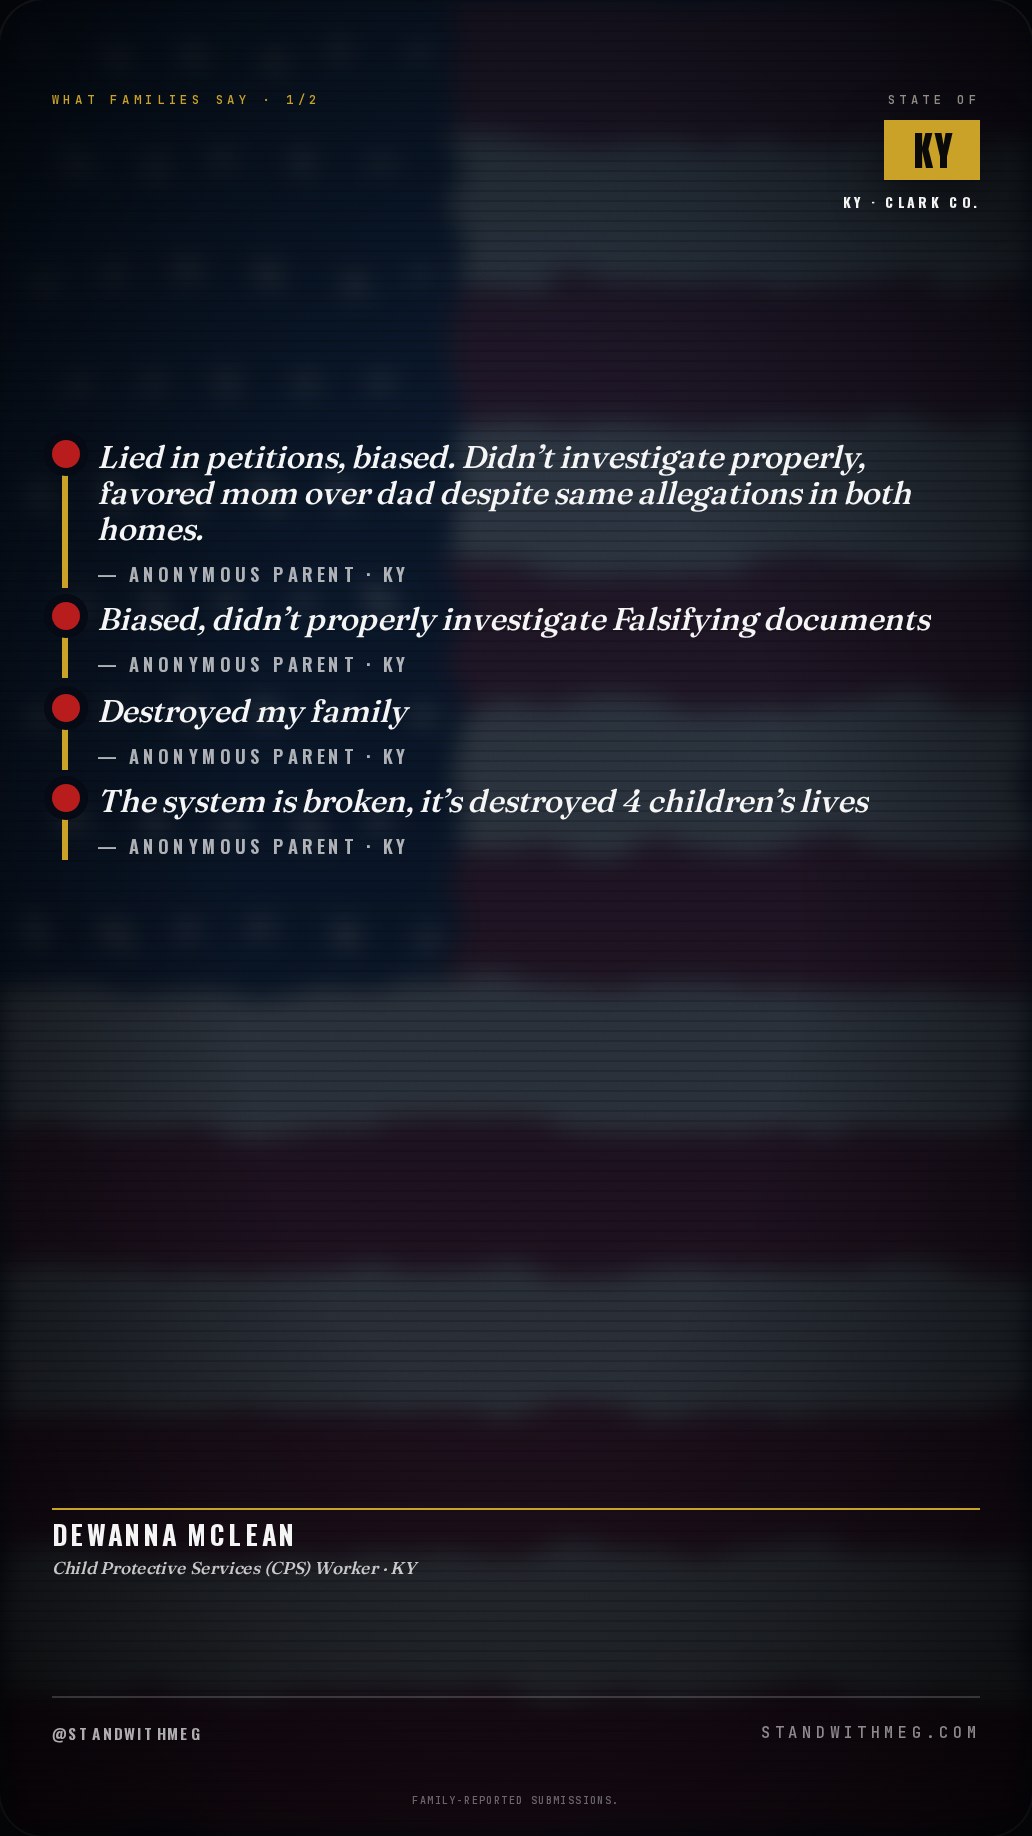 WHAT FAMILIES SAY · 1/2
STATE OF
KY
KY · CLARK CO.
Lied in petitions, biased. Didn’t investigate properly,
favored mom over dad despite same allegations in both
homes.
— ANONYMOUS PARENT · KY
Biased, didn’t properly investigate Falsifying documents
— ANONYMOUS PARENT · KY
Destroyed my family
— ANONYMOUS PARENT · KY
The system is broken, it’s destroyed 4 children’s lives
— ANONYMOUS PARENT · KY
DEWANNA MCLEAN
Child Protective Services (CPS) Worker · KY
@STANDWITHMEG
STANDWITHMEG.COM
FAMILY-REPORTED SUBMISSIONS.